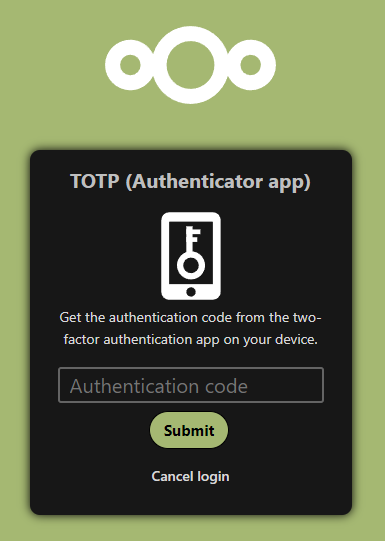 TOTP (Authenticator app)
Get the authentication code from the two-
factor authentication app on your device.
Authentication code
Submit
Cancel login